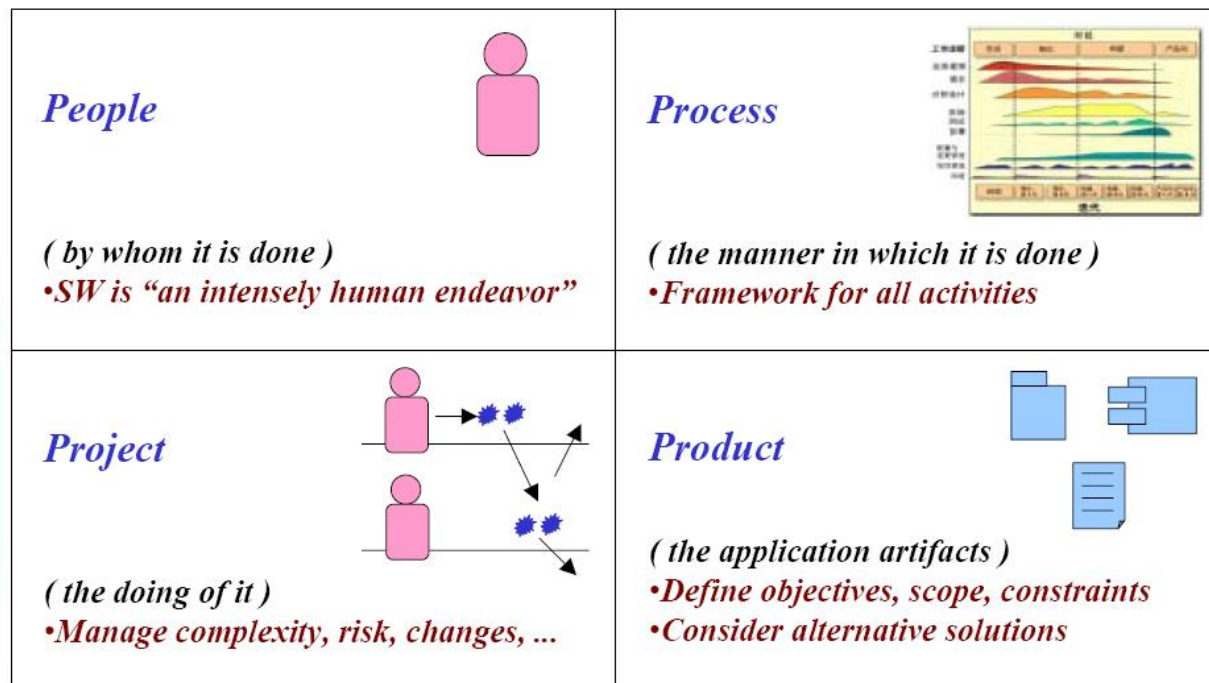 People
( by whom it is done )
•SW is “an intensely human endeavor”
Process
( the manner in which it is done )
•Framework for all activities
Project
( the doing of it )
•Manage complexity, risk, changes, ...
Product
( the application artifacts )
•Define objectives, scope, constraints
•Consider alternative solutions